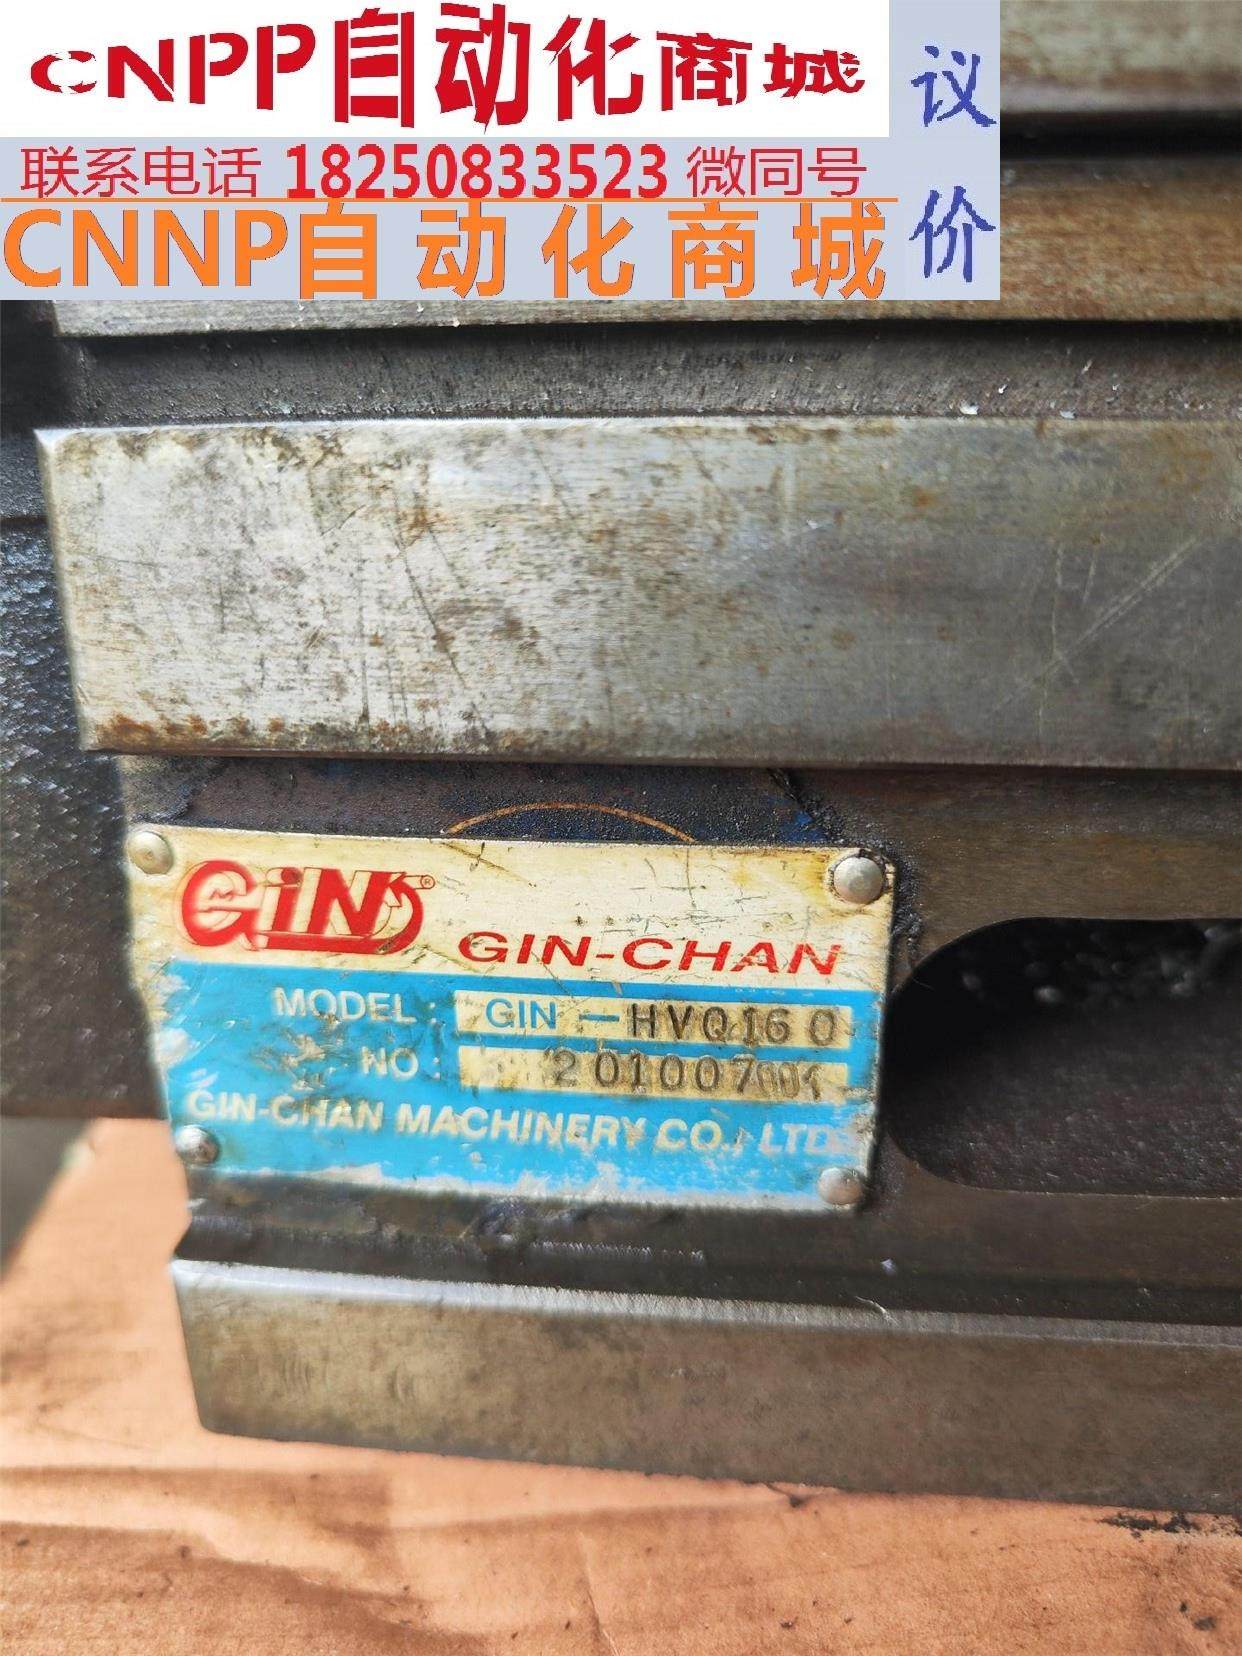 CNPP自动化商城
议价
联系电话 18250833523 微同号
CNNP自动化商城
GiN ®
GIN-CHAN
MODEL: GIN-HVQ160
NO: 201007001
GIN-CHAN MACHINERY CO., LTD.